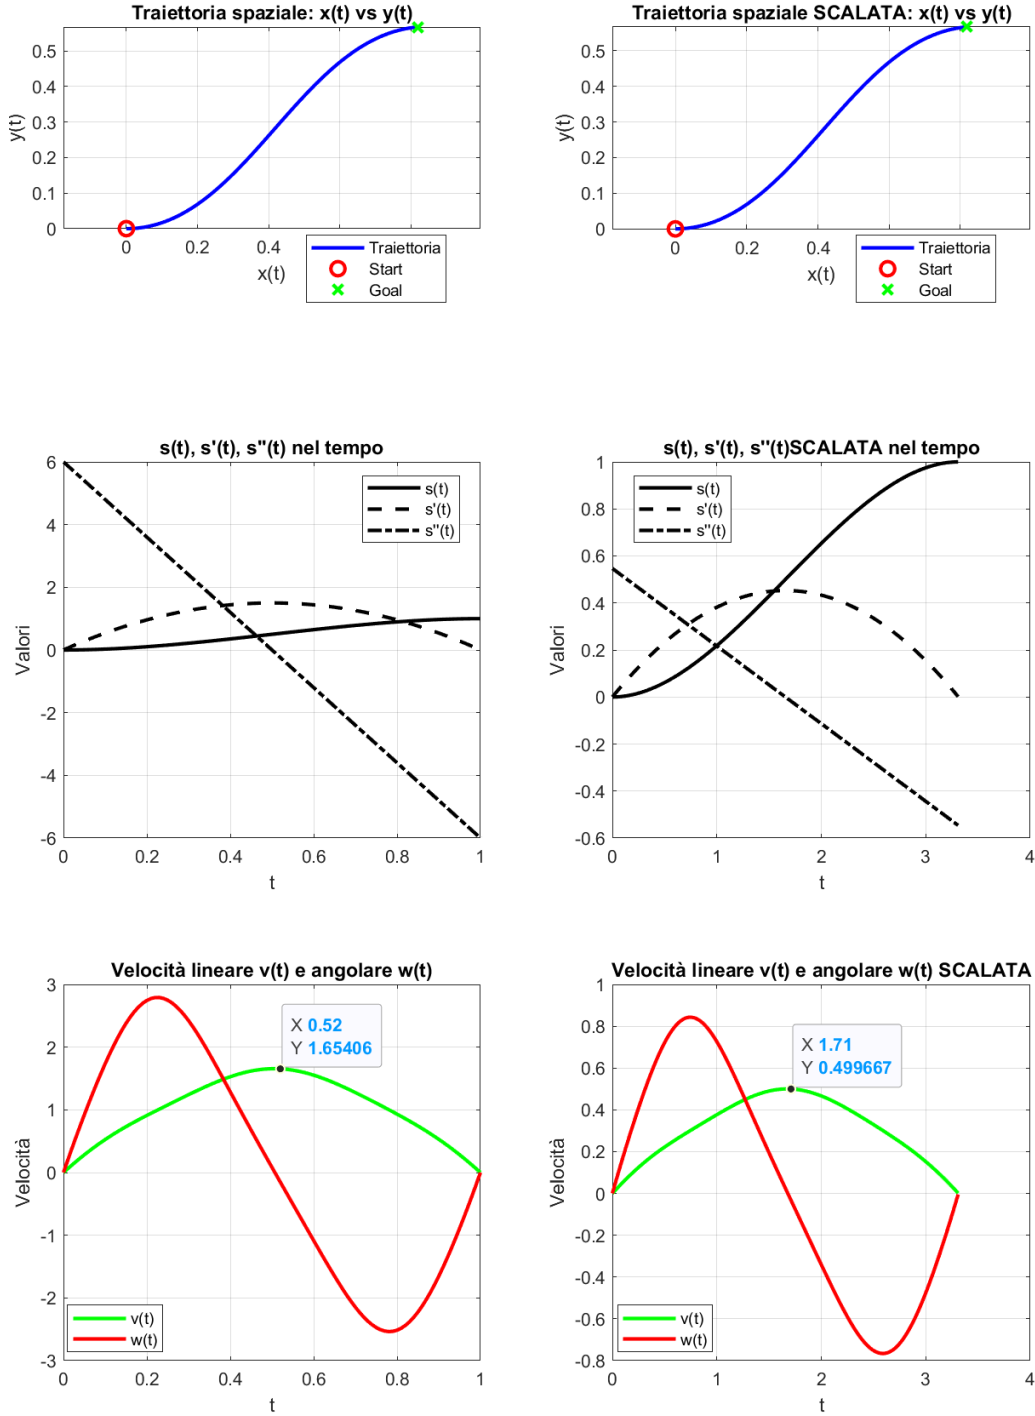 Traiettoria spaziale: x(t) vs y(t)
0.5
0.4
0.3
0.2
0.1
0
y(t)
0
0.2
0.4
x(t)
Traiettoria
Start
Goal
Traiettoria spaziale SCALATA: x(t) vs y(t)
0.5
0.4
0.3
0.2
0.1
0
y(t)
0
0.2
0.4
x(t)
Traiettoria
Start
Goal
s(t), s'(t), s''(t) nel tempo
6
4
2
0
-2
-4
-6
Valori
s(t)
s'(t)
s''(t)
0
0.2
0.4
0.6
0.8
1
t
s(t), s'(t), s''(t)SCALATA nel tempo
1
0.8
0.6
0.4
0.2
0
-0.2
-0.4
-0.6
Valori
s(t)
s'(t)
s''(t)
0
1
2
3
4
t
Velocità lineare v(t) e angolare w(t)
3
2
1
0
-1
-2
-3
Velocità
X 0.52
Y 1.65406
v(t)
w(t)
0
0.2
0.4
0.6
0.8
1
t
Velocità lineare v(t) e angolare w(t) SCALATA
1
0.8
0.6
0.4
0.2
0
-0.2
-0.4
-0.6
-0.8
Velocità
X 1.71
Y 0.499667
v(t)
w(t)
0
1
2
3
4
t